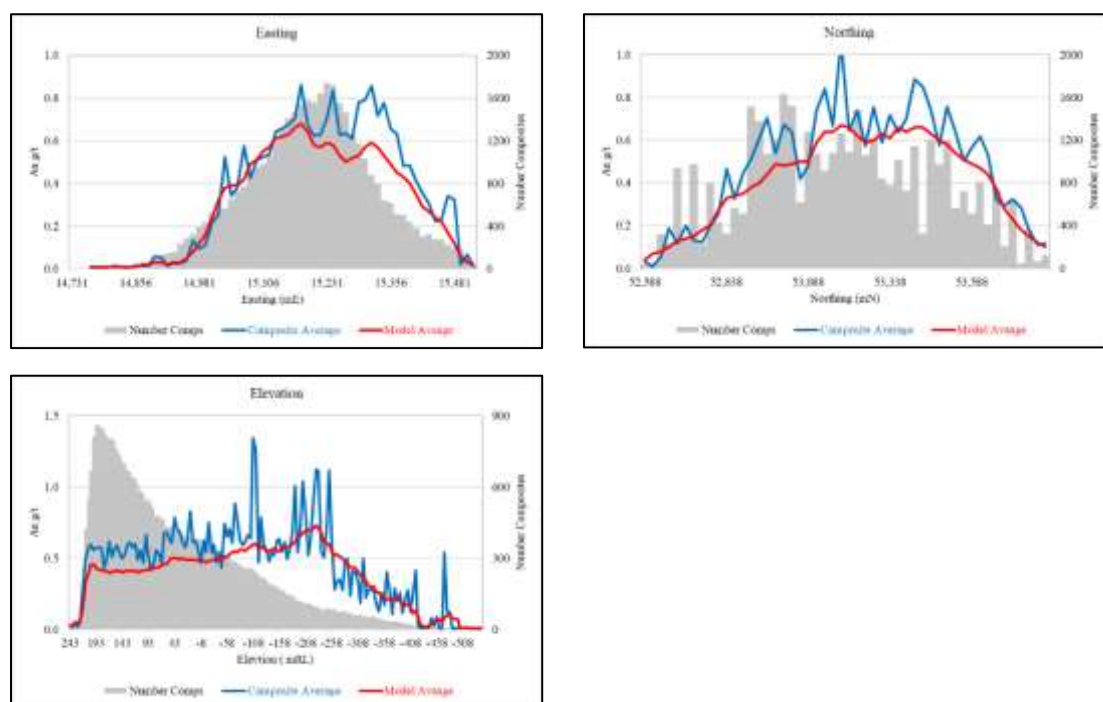 Easting
1.0
0.8
0.6
0.4
0.2
0.0
Au g/t
2000
1600
1200
800
400
0
Number Composites
14,731 14,856 14,981 15,106 15,231 15,356 15,481
Easting (mE)
Number Comps Composite Average Model Average
Northing
1.0
0.8
0.6
0.4
0.2
0.0
Au g/t
2000
1600
1200
800
400
0
Number Composites
52,588 52,838 53,088 53,338 53,588
Northing (mN)
Number Comps Composite Average Model Average
Elevation
1.5
1.0
0.5
0.0
Au g/t
900
600
300
0
Number Composites
243 193 143 93 43 -8 -58 -108 -158 -208 -258 -308 -358 -408 -458 -508
Elevtion ( mRL)
Number Comps Composite Average Model Average